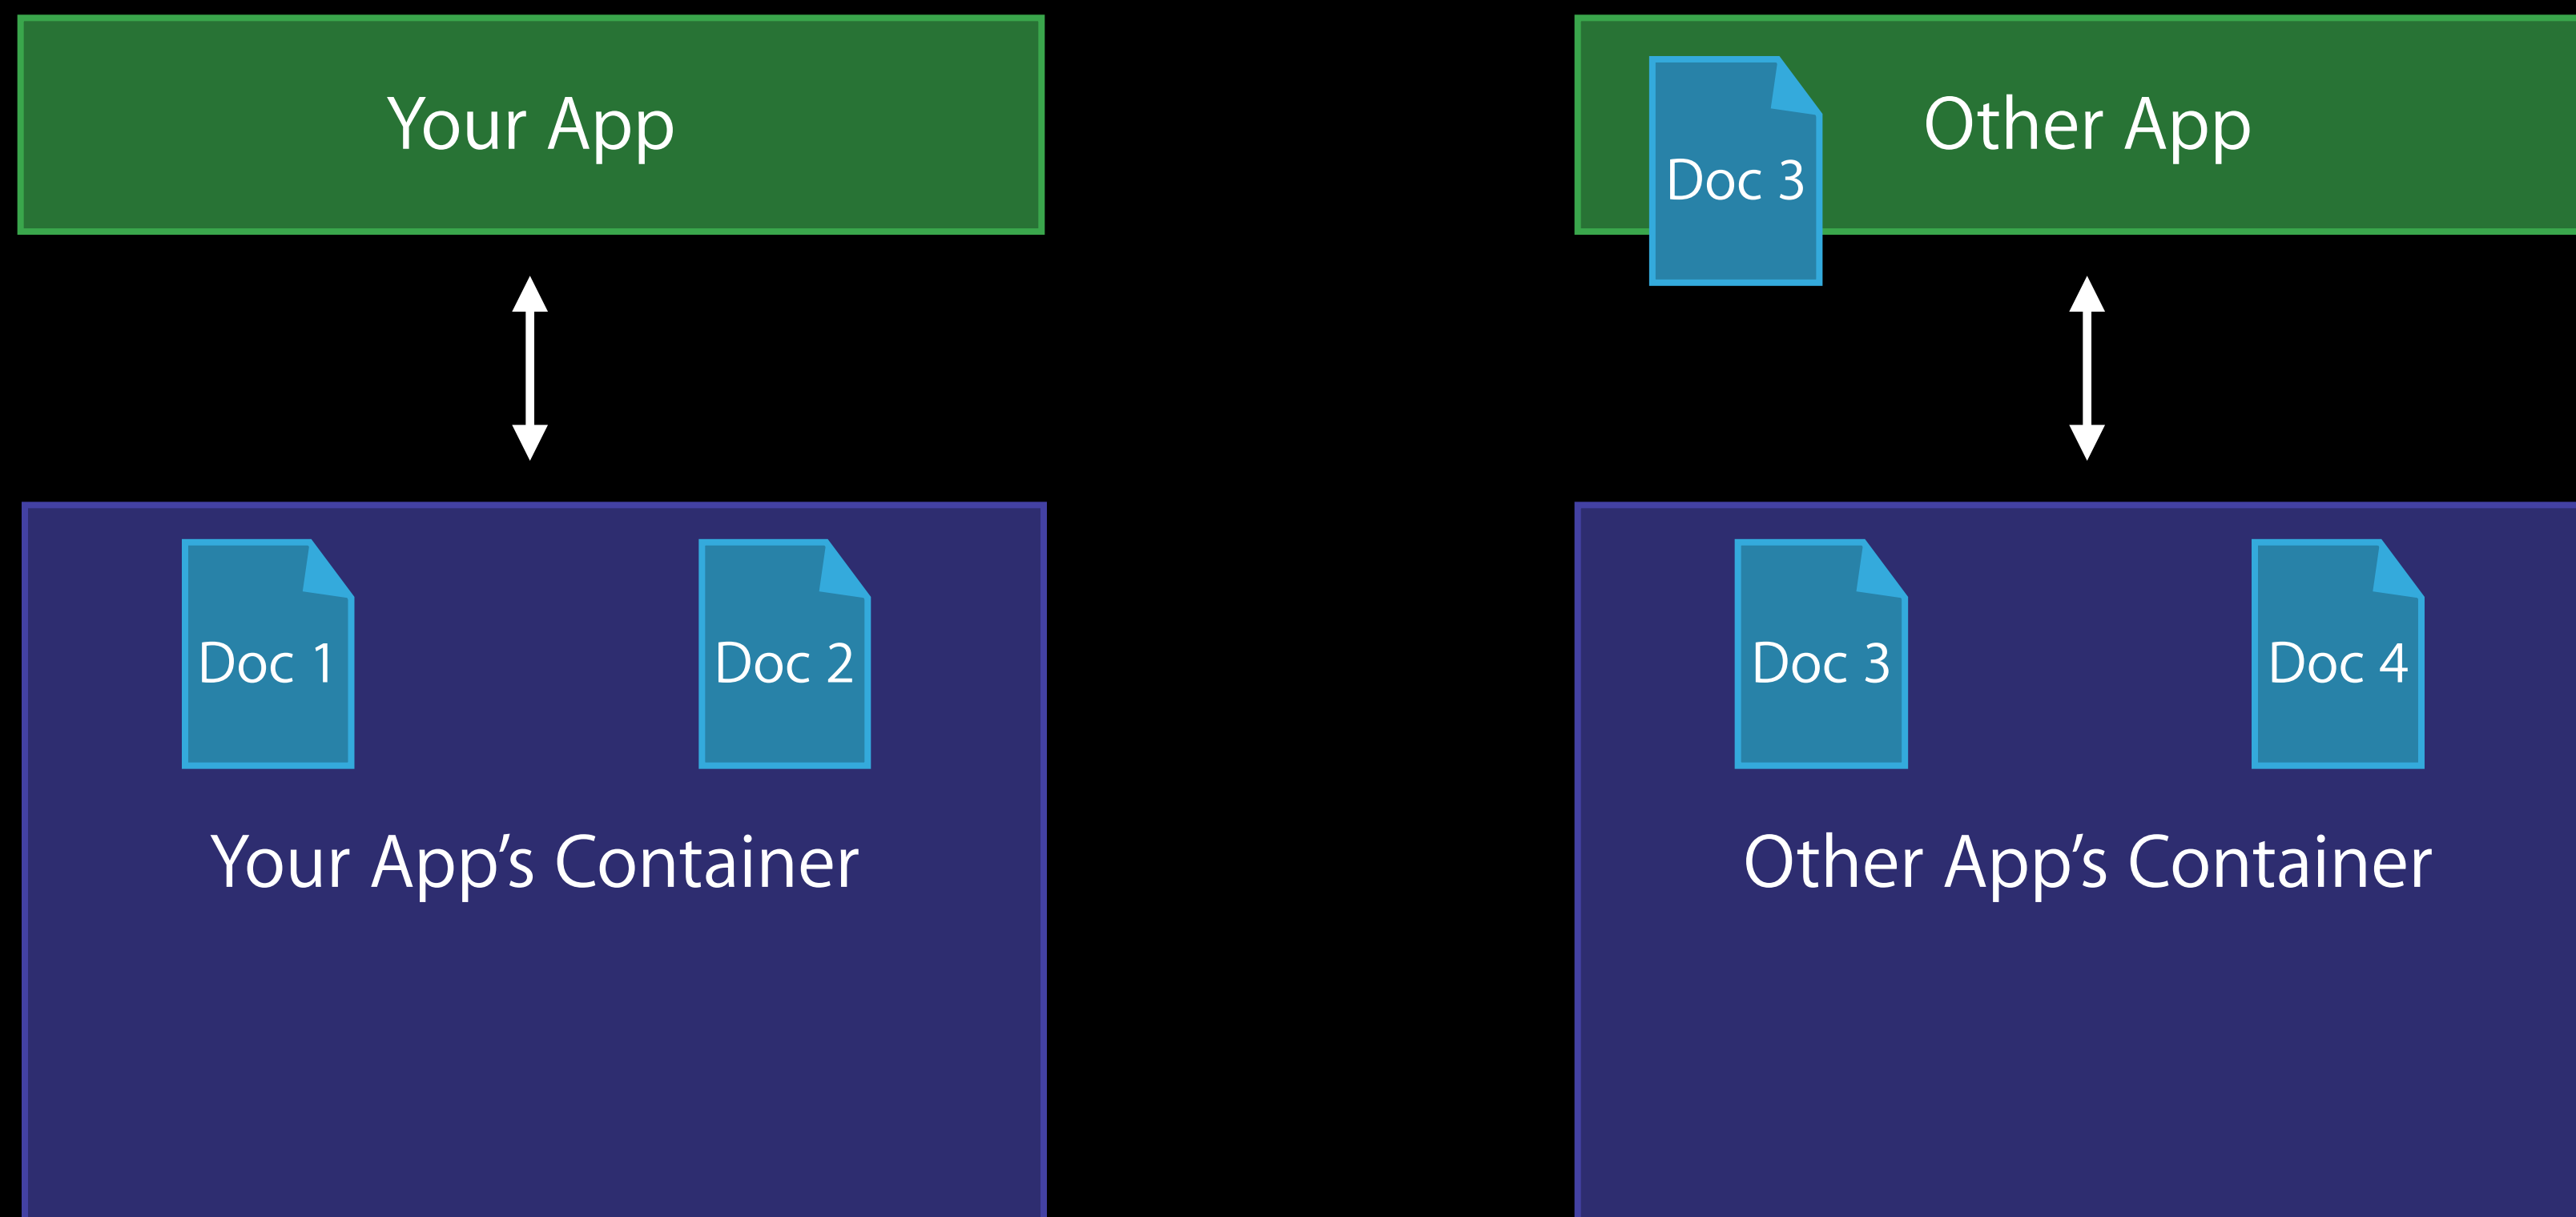 Your App
Other App
Doc 3
Doc 1
Doc 2
Doc 3
Doc 4
Your App’s Container
Other App’s Container